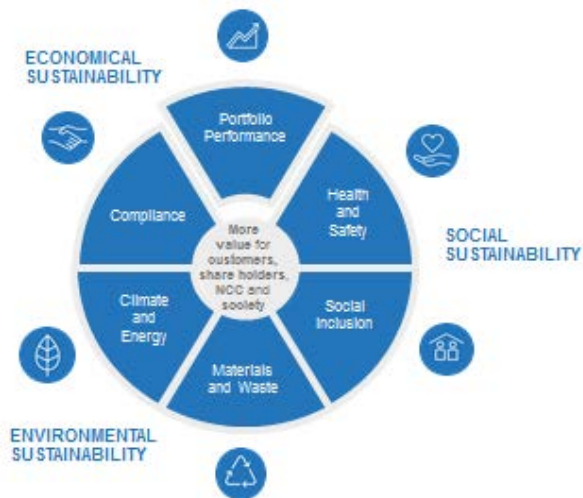 ECONOMICAL
SUSTAINABILITY
Portfolio
Performance
Compliance
Health
and
Safety
More
value for
customers,
share holders,
NCC and
society
SOCIAL
SUSTAINABILITY
Climate
and
Energy
Social
Inclusion
Materials
and Waste
ENVIRONMENTAL
SUSTAINABILITY